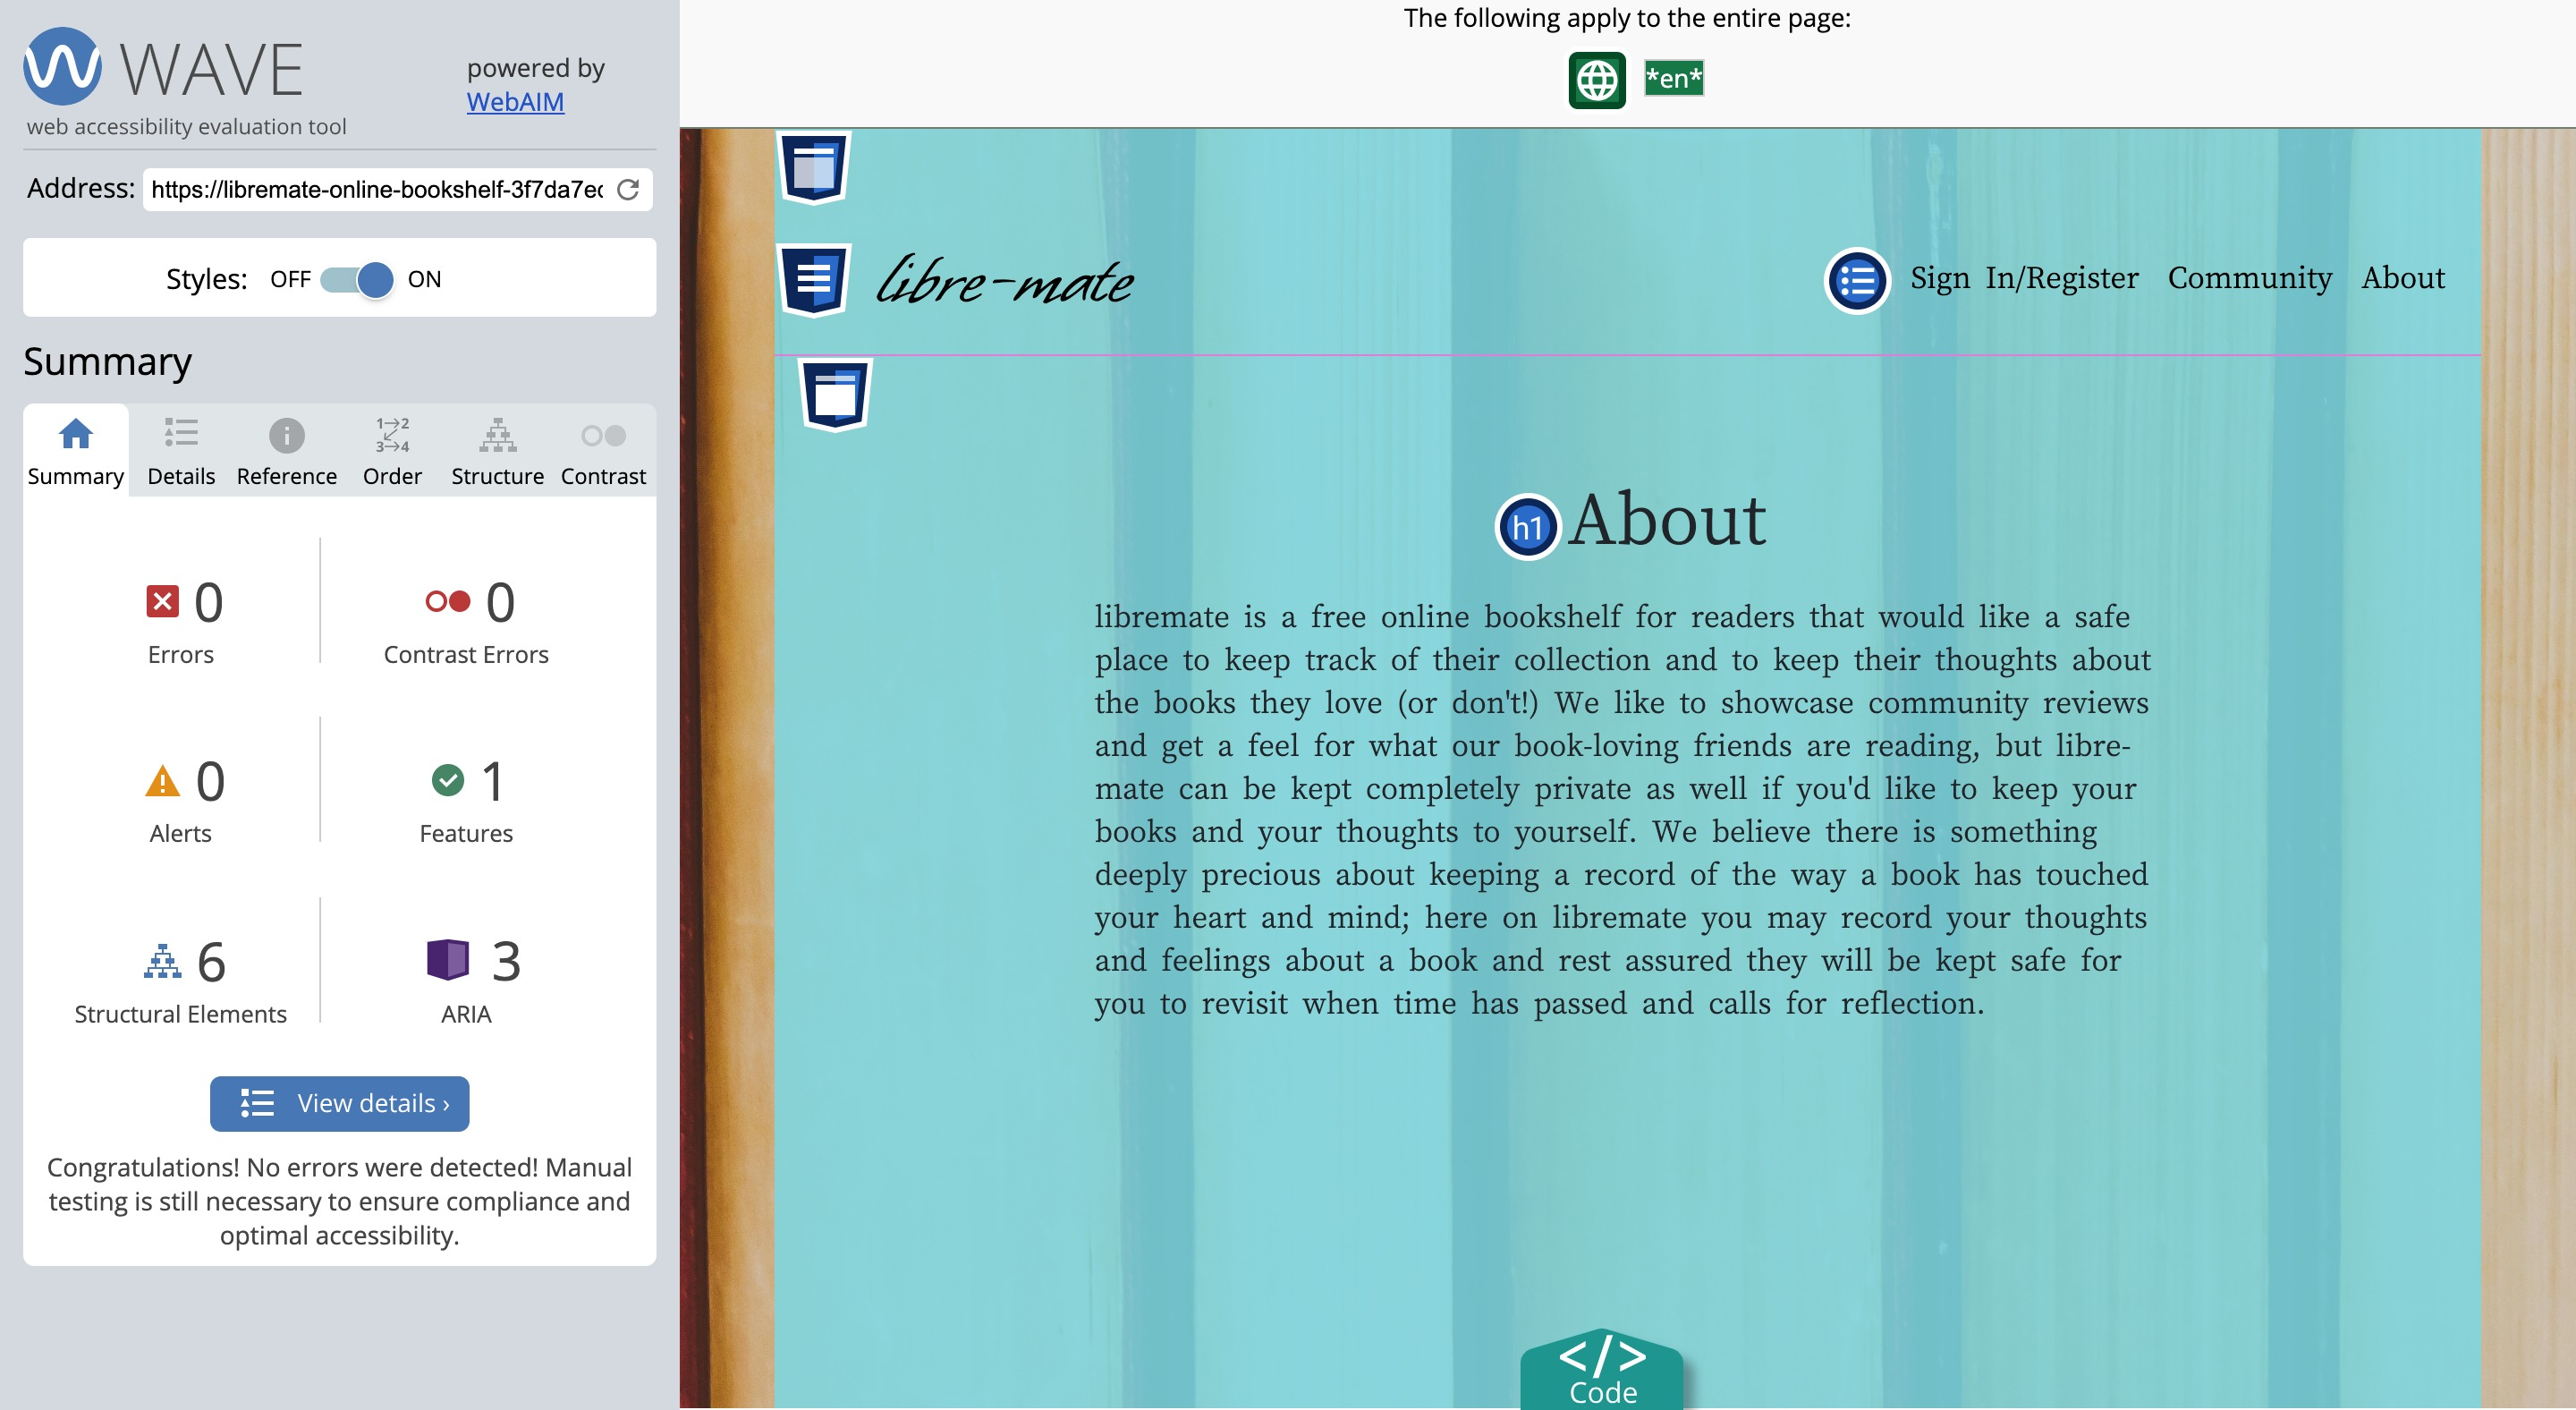 WAVE
web accessibility evaluation tool
powered by
WebAIM
Address: https://libremate-online-bookshelf-3f7da7ec
Styles: OFF ON
Summary
Summary Details Reference Order Structure Contrast
1→2
3→4
0
Errors
0
Contrast Errors
0
Alerts
1
Features
6
Structural Elements
3
ARIA
View details ›
Congratulations! No errors were detected! Manual
testing is still necessary to ensure compliance and
optimal accessibility.
The following apply to the entire page:
*en*
libre-mate
Sign In/Register Community About
h1 About
libremate is a free online bookshelf for readers that would like a safe
place to keep track of their collection and to keep their thoughts about
the books they love (or don't!) We like to showcase community reviews
and get a feel for what our book-loving friends are reading, but libre-
mate can be kept completely private as well if you'd like to keep your
books and your thoughts to yourself. We believe there is something
deeply precious about keeping a record of the way a book has touched
your heart and mind; here on libremate you may record your thoughts
and feelings about a book and rest assured they will be kept safe for
you to revisit when time has passed and calls for reflection.
</>
Code